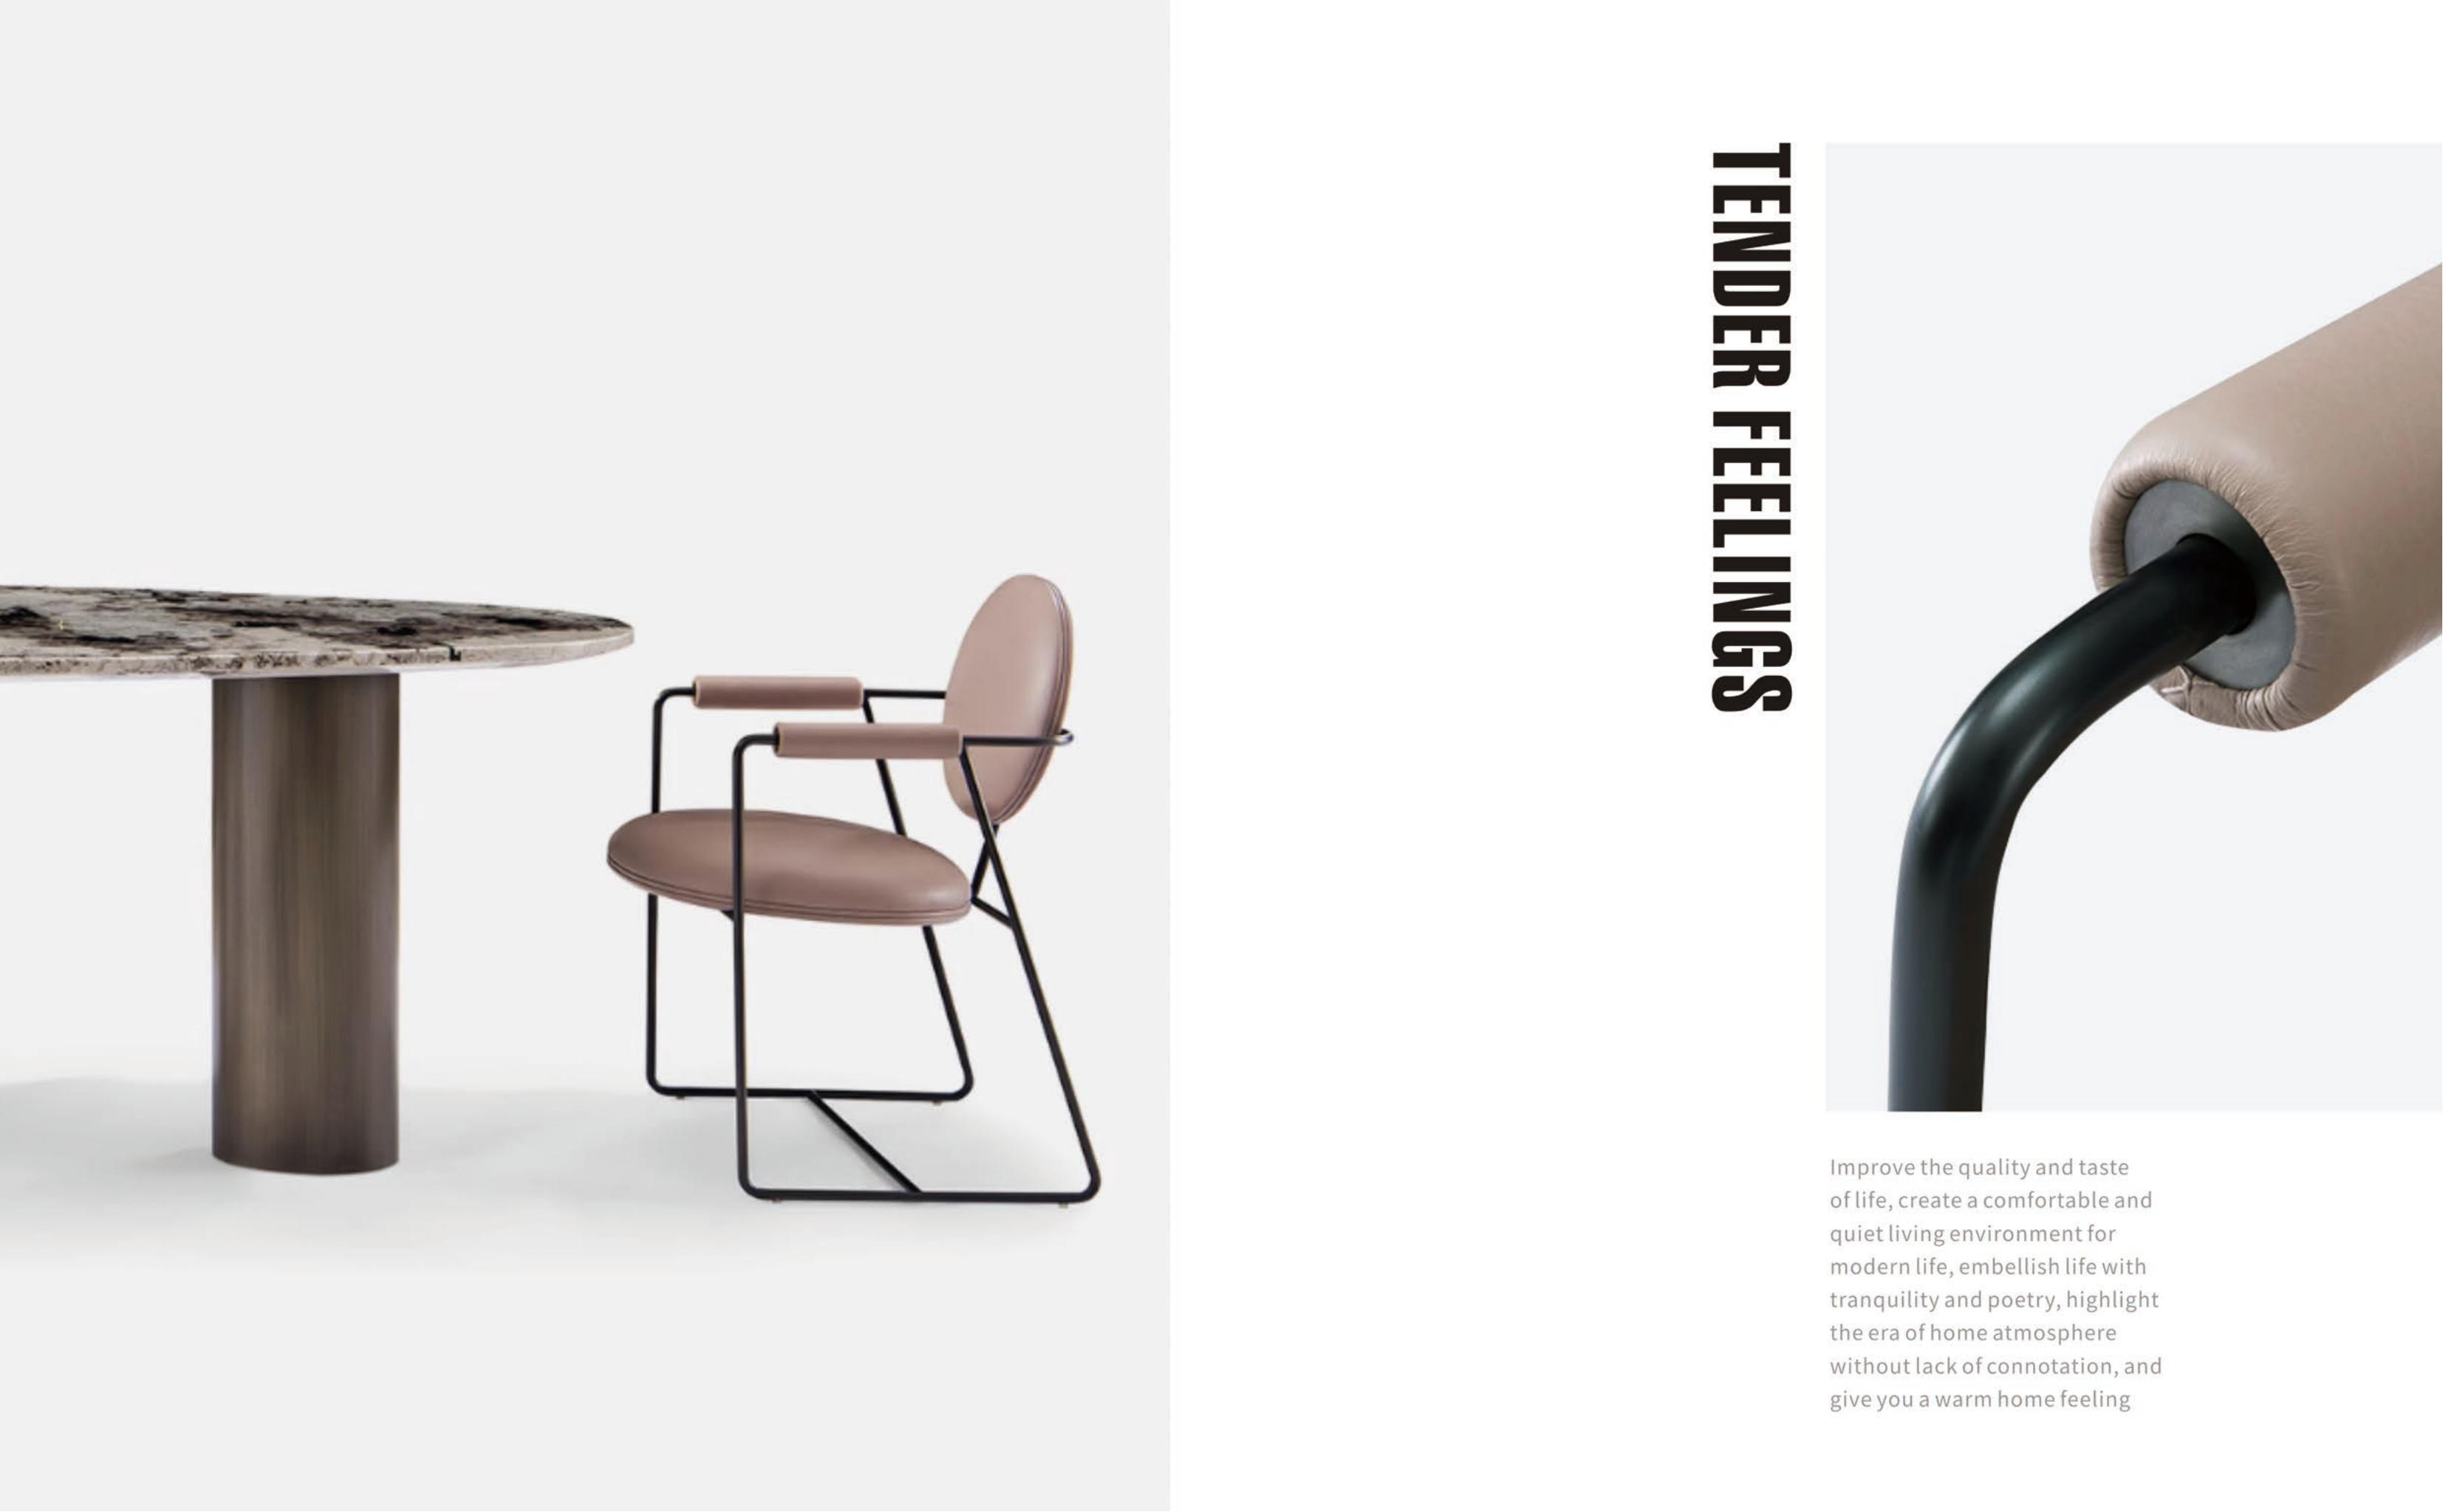 TENDER FEELINGS
Improve the quality and taste
of life, create a comfortable and
quiet living environment for
modern life, embellish life with
tranquility and poetry, highlight
the era of home atmosphere
without lack of connotation, and
give you a warm home feeling